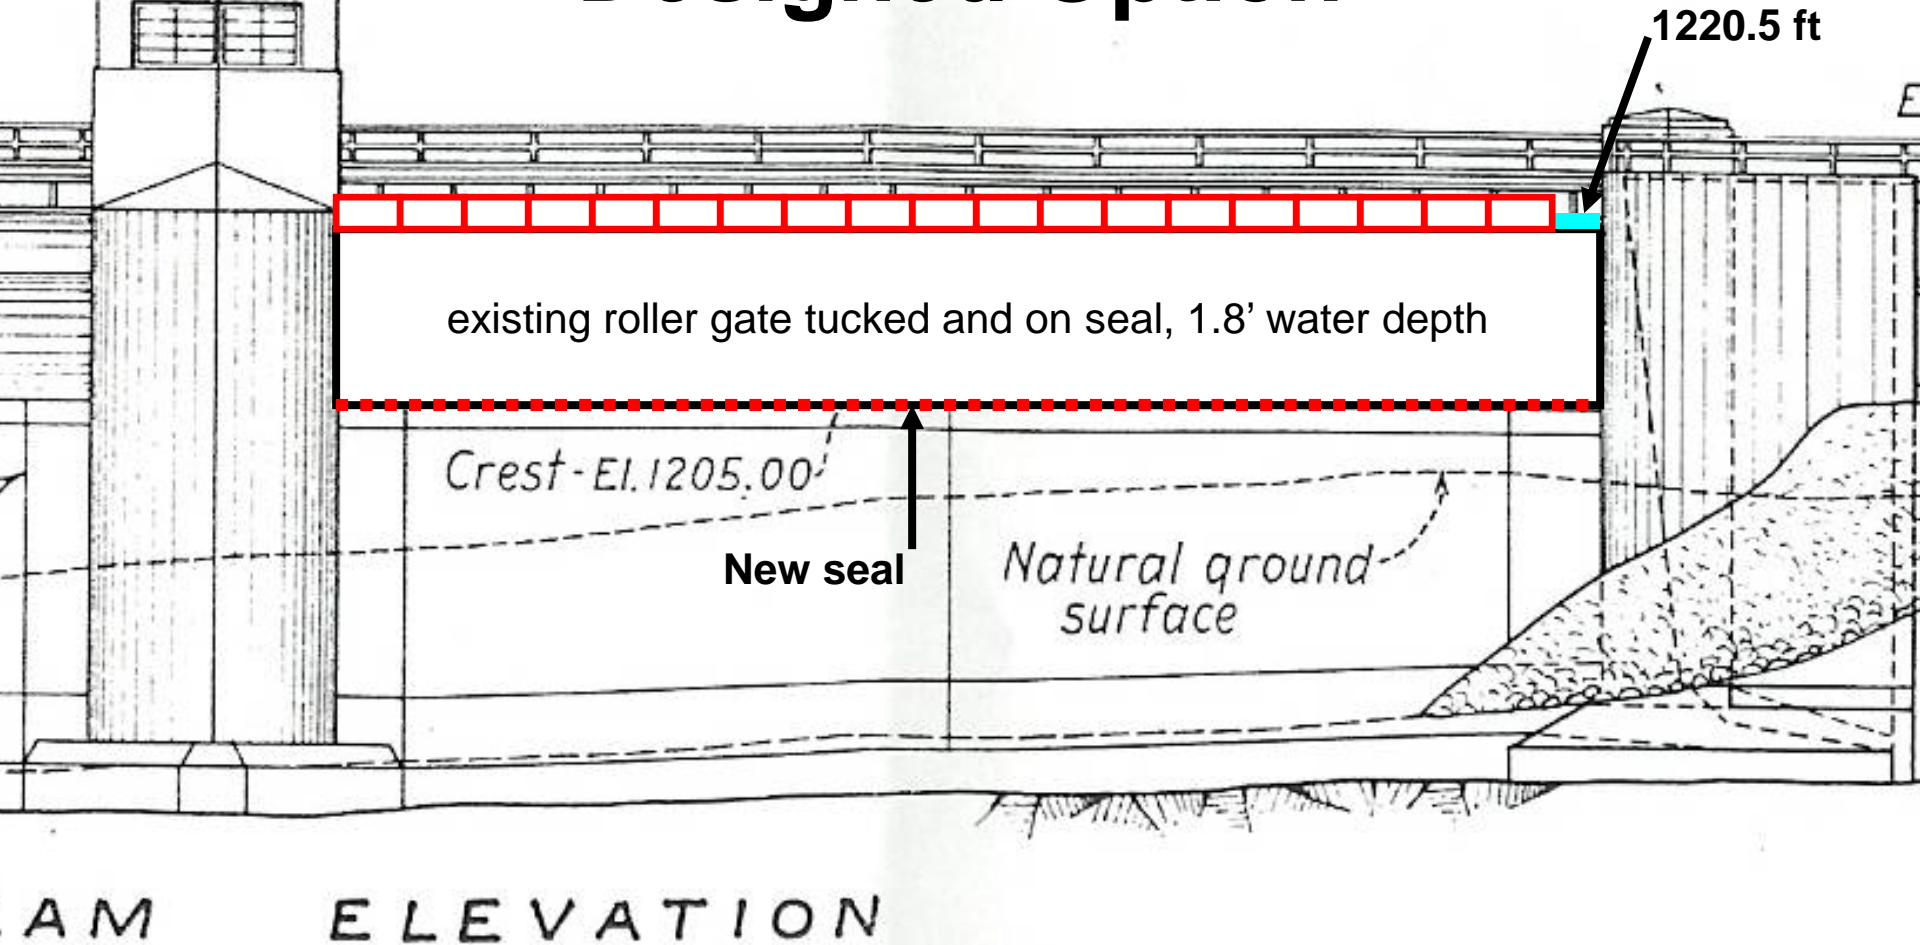 1220.5 ft
existing roller gate tucked and on seal, 1.8’ water depth
Crest-El. 1205.00
New seal
Natural ground
surface
ELEVATION